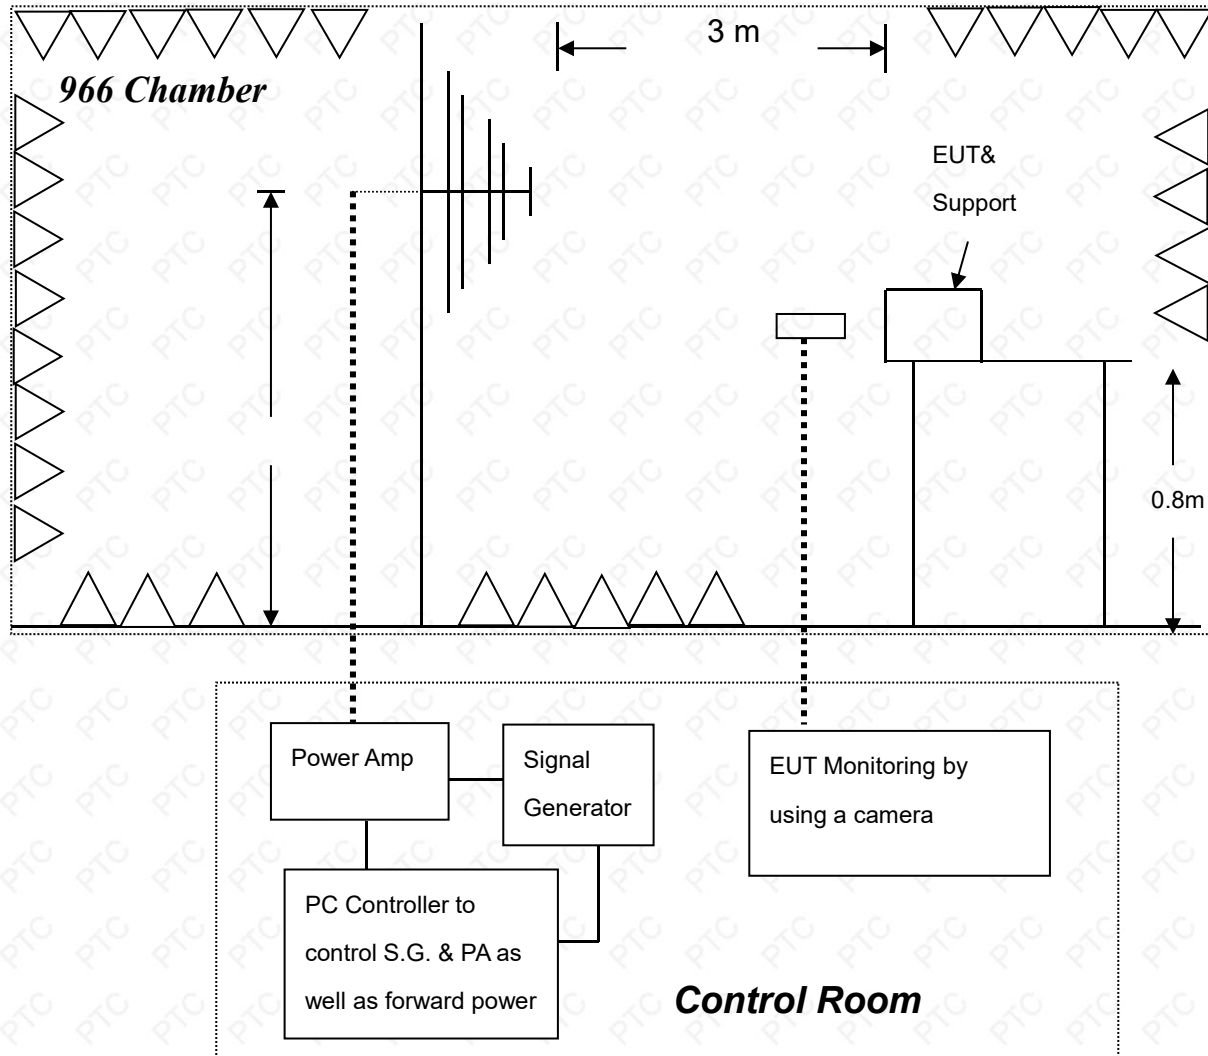 3 m
966 Chamber
EUT&
Support
0.8m
Power Amp
Signal
Generator
EUT Monitoring by
using a camera
PC Controller to
control S.G. & PA as
well as forward power
Control Room
PTC